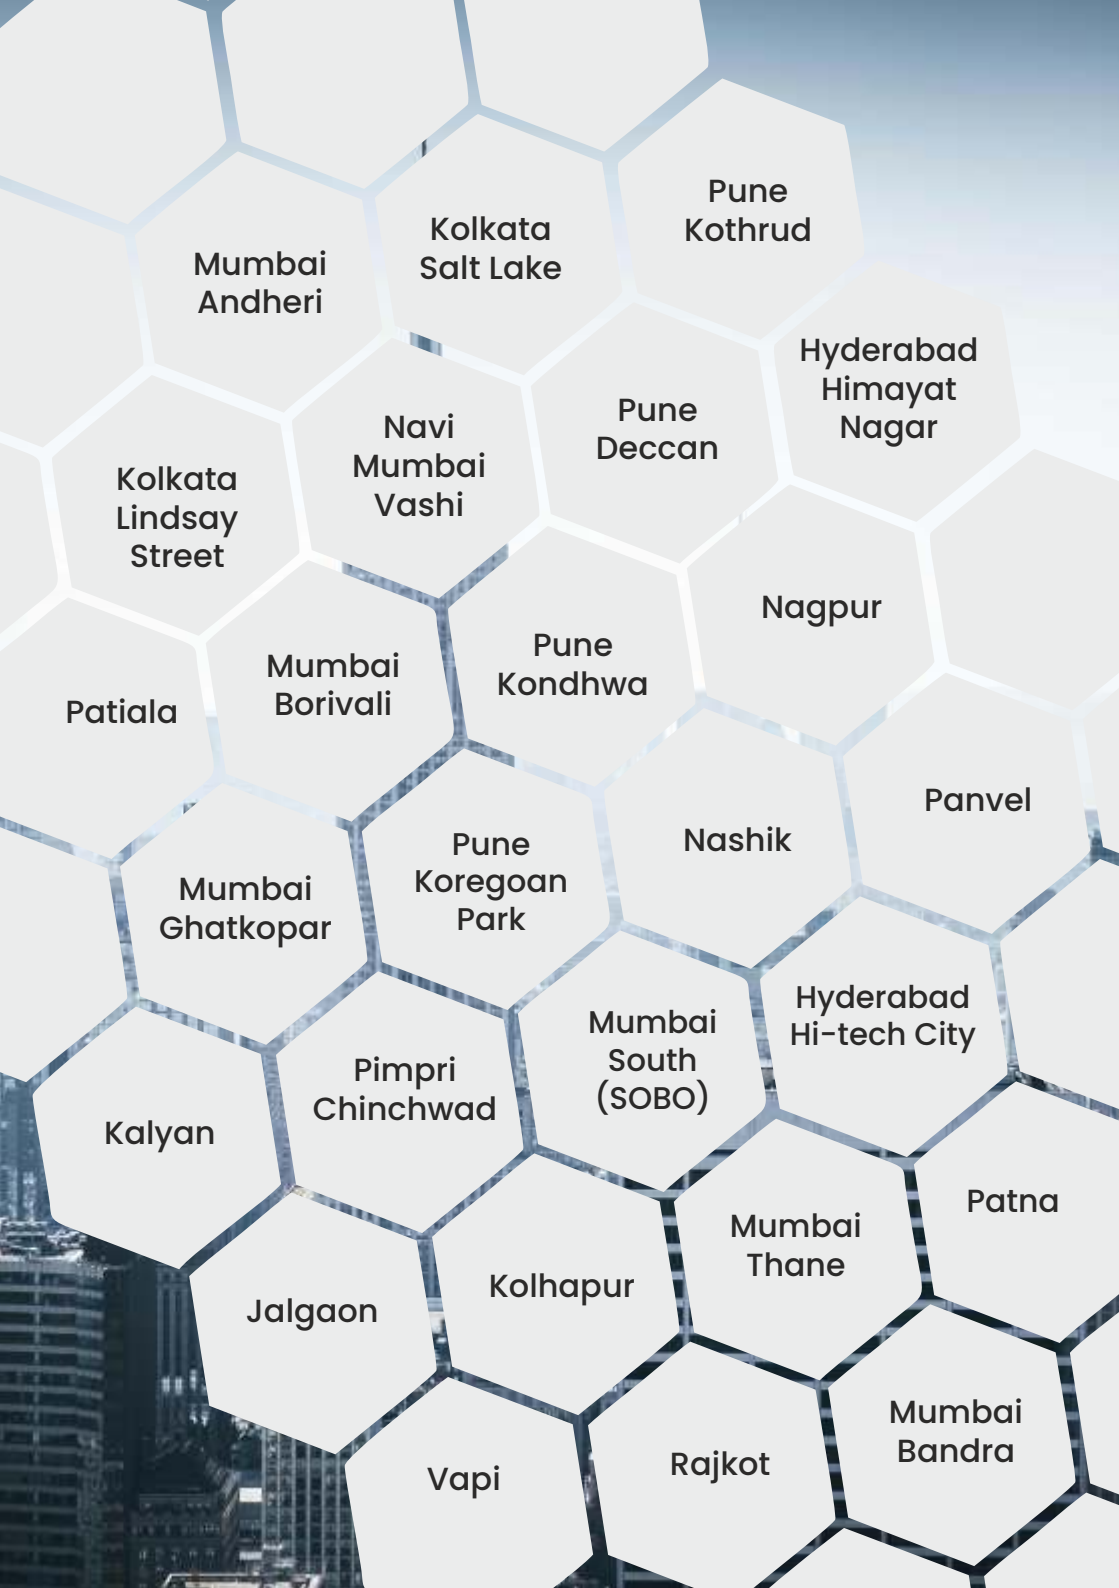 Pune
Kothrud
Kolkata
Salt Lake
Mumbai
Andheri
Hyderabad
Himayat
Nagar
Pune
Deccan
Navi
Mumbai
Vashi
Kolkata
Lindsay
Street
Nagpur
Pune
Kondhwa
Mumbai
Borivali
Patiala
Panvel
Nashik
Pune
Koregoan
Park
Mumbai
Ghatkopar
Hyderabad
Hi-tech City
Mumbai
South
(SOBO)
Pimpri
Chinchwad
Kalyan
Patna
Mumbai
Thane
Kolhapur
Jalgaon
Mumbai
Bandra
Rajkot
Vapi